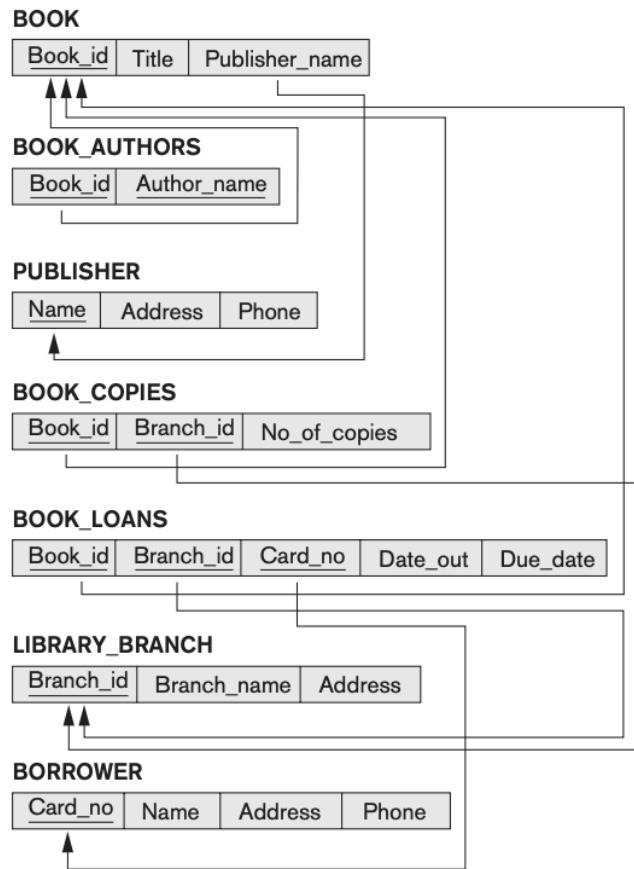 BOOK
Book_id Title Publisher_name
BOOK_AUTHORS
Book_id Author_name
PUBLISHER
Name Address Phone
BOOK_COPIES
Book_id Branch_id No_of_copies
BOOK_LOANS
Book_id Branch_id Card_no Date_out Due_date
LIBRARY_BRANCH
Branch_id Branch_name Address
BORROWER
Card_no Name Address Phone